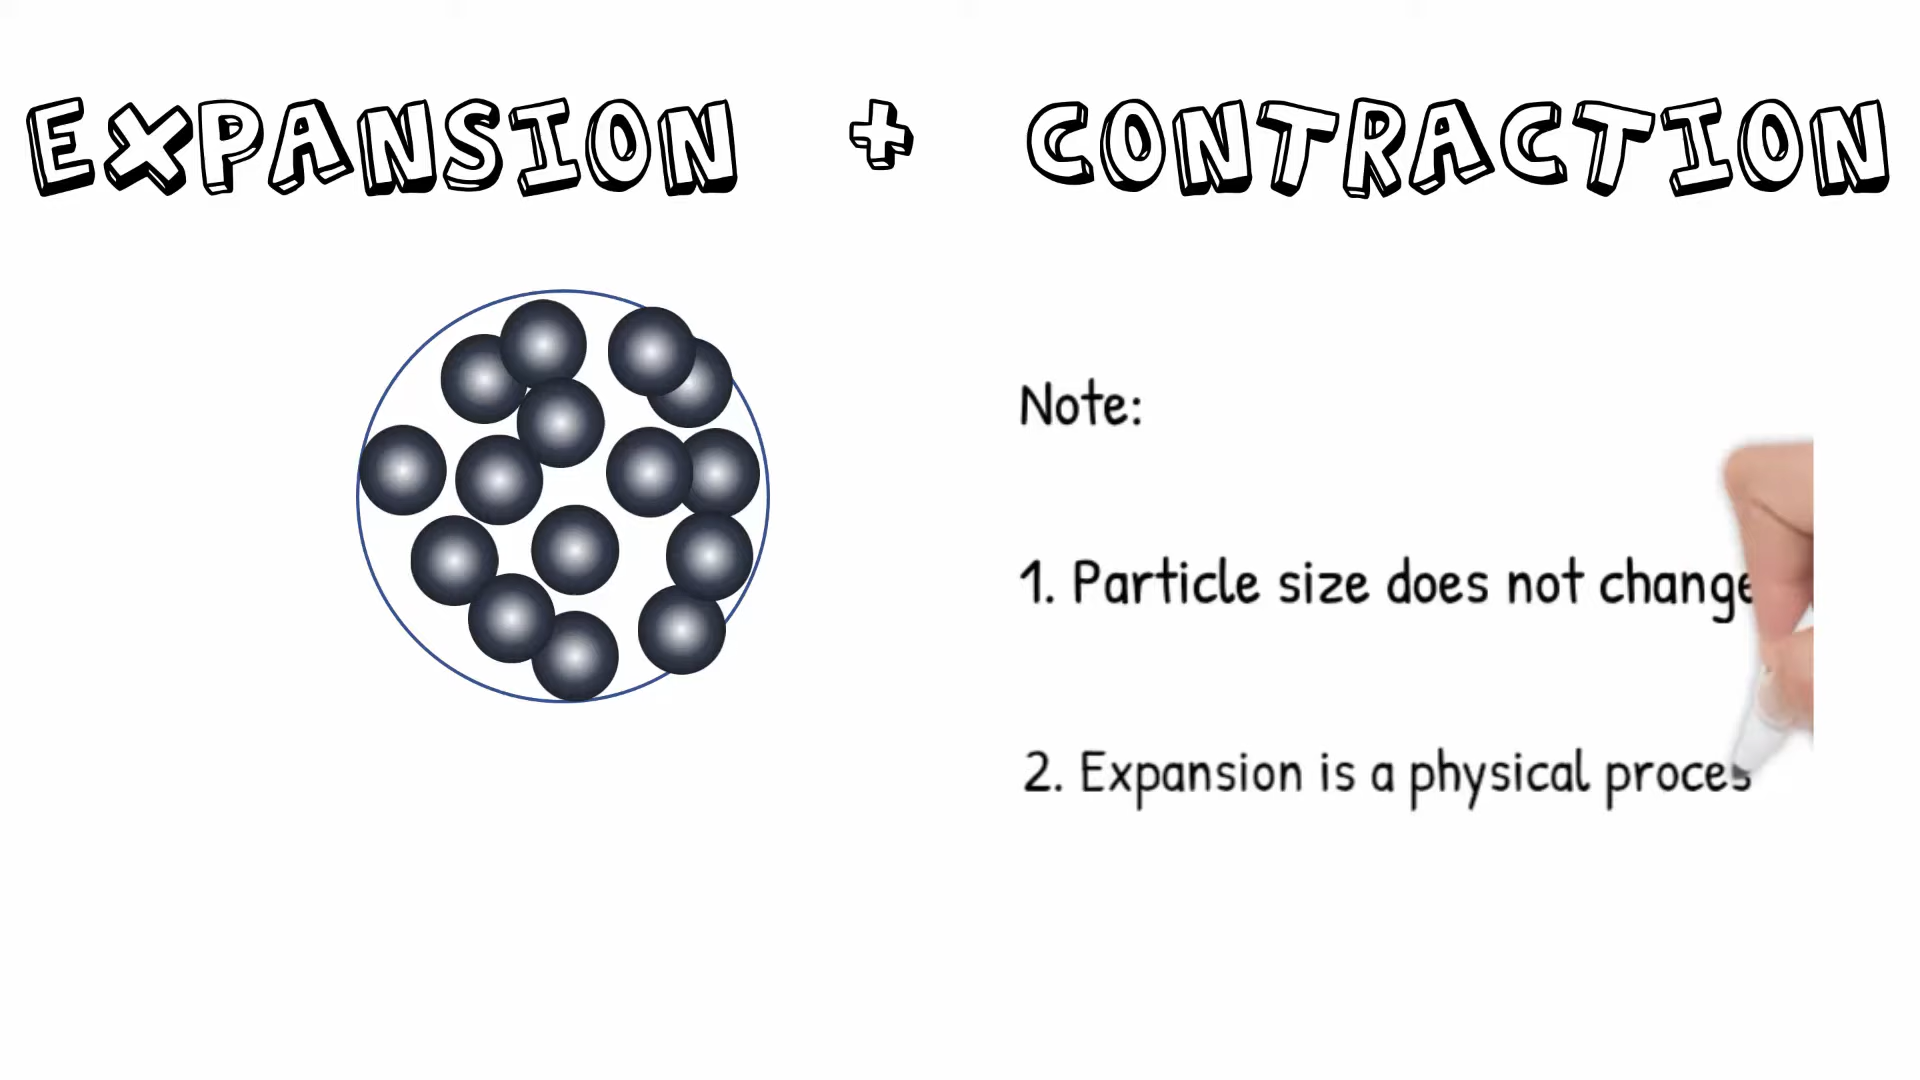 EXPANSION + CONTRACTION
Note:
1. Particle size does not change
2. Expansion is a physical proces